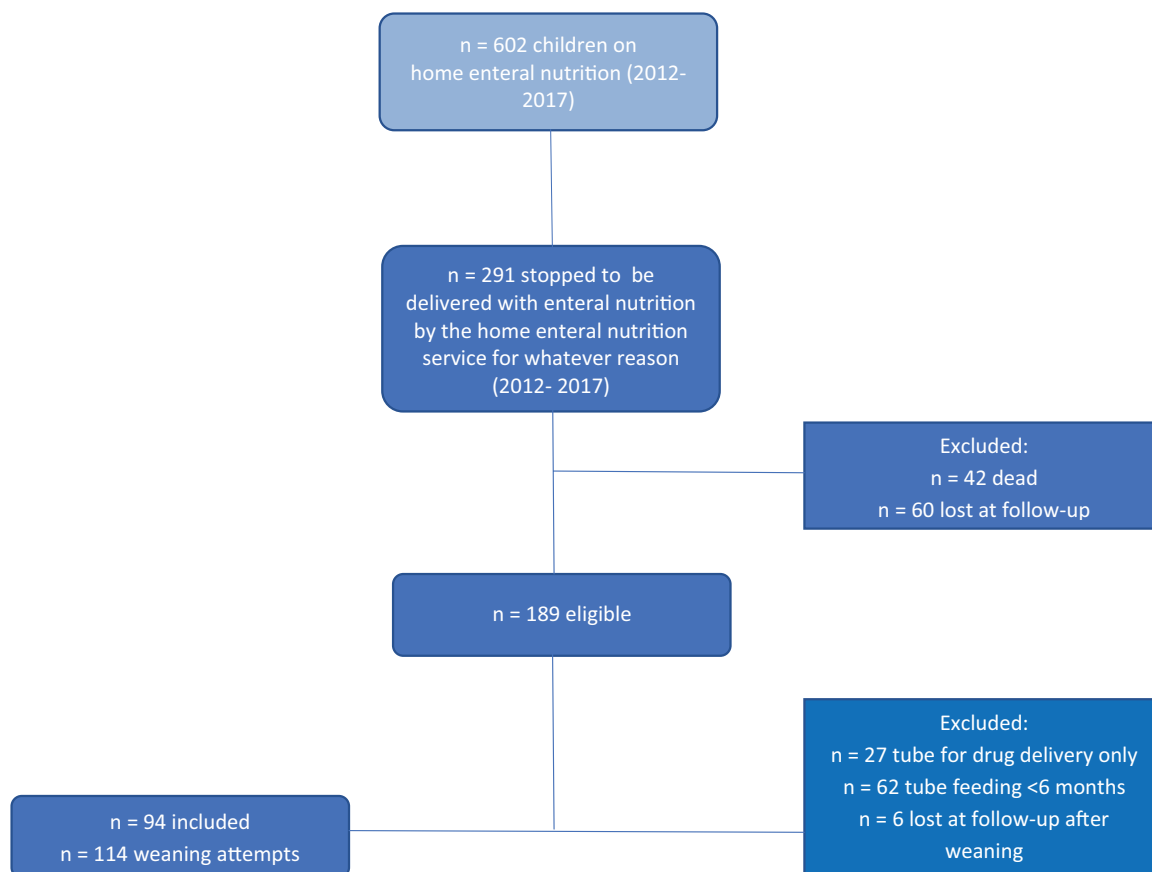 n = 602 children on
home enteral nutrition (2012-
2017)
n = 291 stopped to  be
delivered with enteral nutrition
by the home enteral nutrition
service for whatever reason
(2012- 2017)
Excluded:
n = 42 dead
n = 60 lost at follow-up
n = 189 eligible
Excluded:
n = 27 tube for drug delivery only
n = 62 tube feeding <6 months
n = 6 lost at follow-up after
weaning
n = 94 included
n = 114 weaning attempts